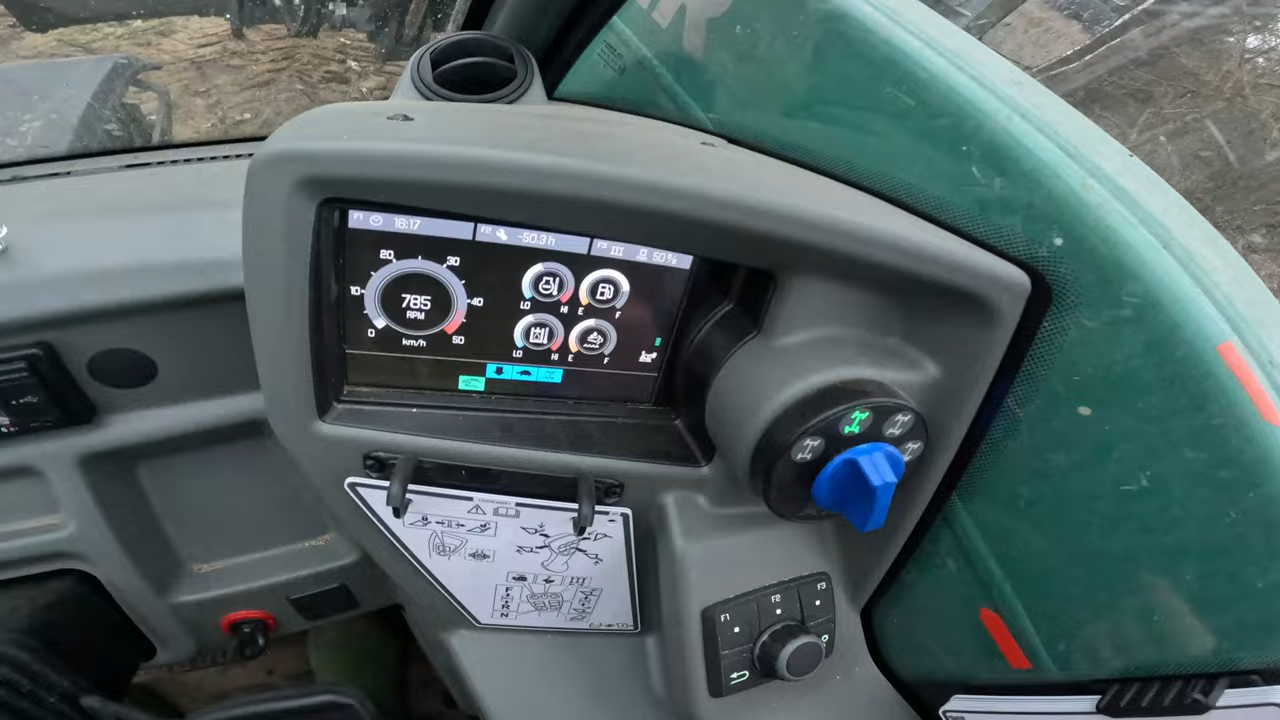 F1 16:17
F2 -50.3 h
F3 50%
20
30
10
40
785
RPM
0
50
km/h
LO HI
E F
LO HI
E F
F
N
R
N
F1
F2
F3